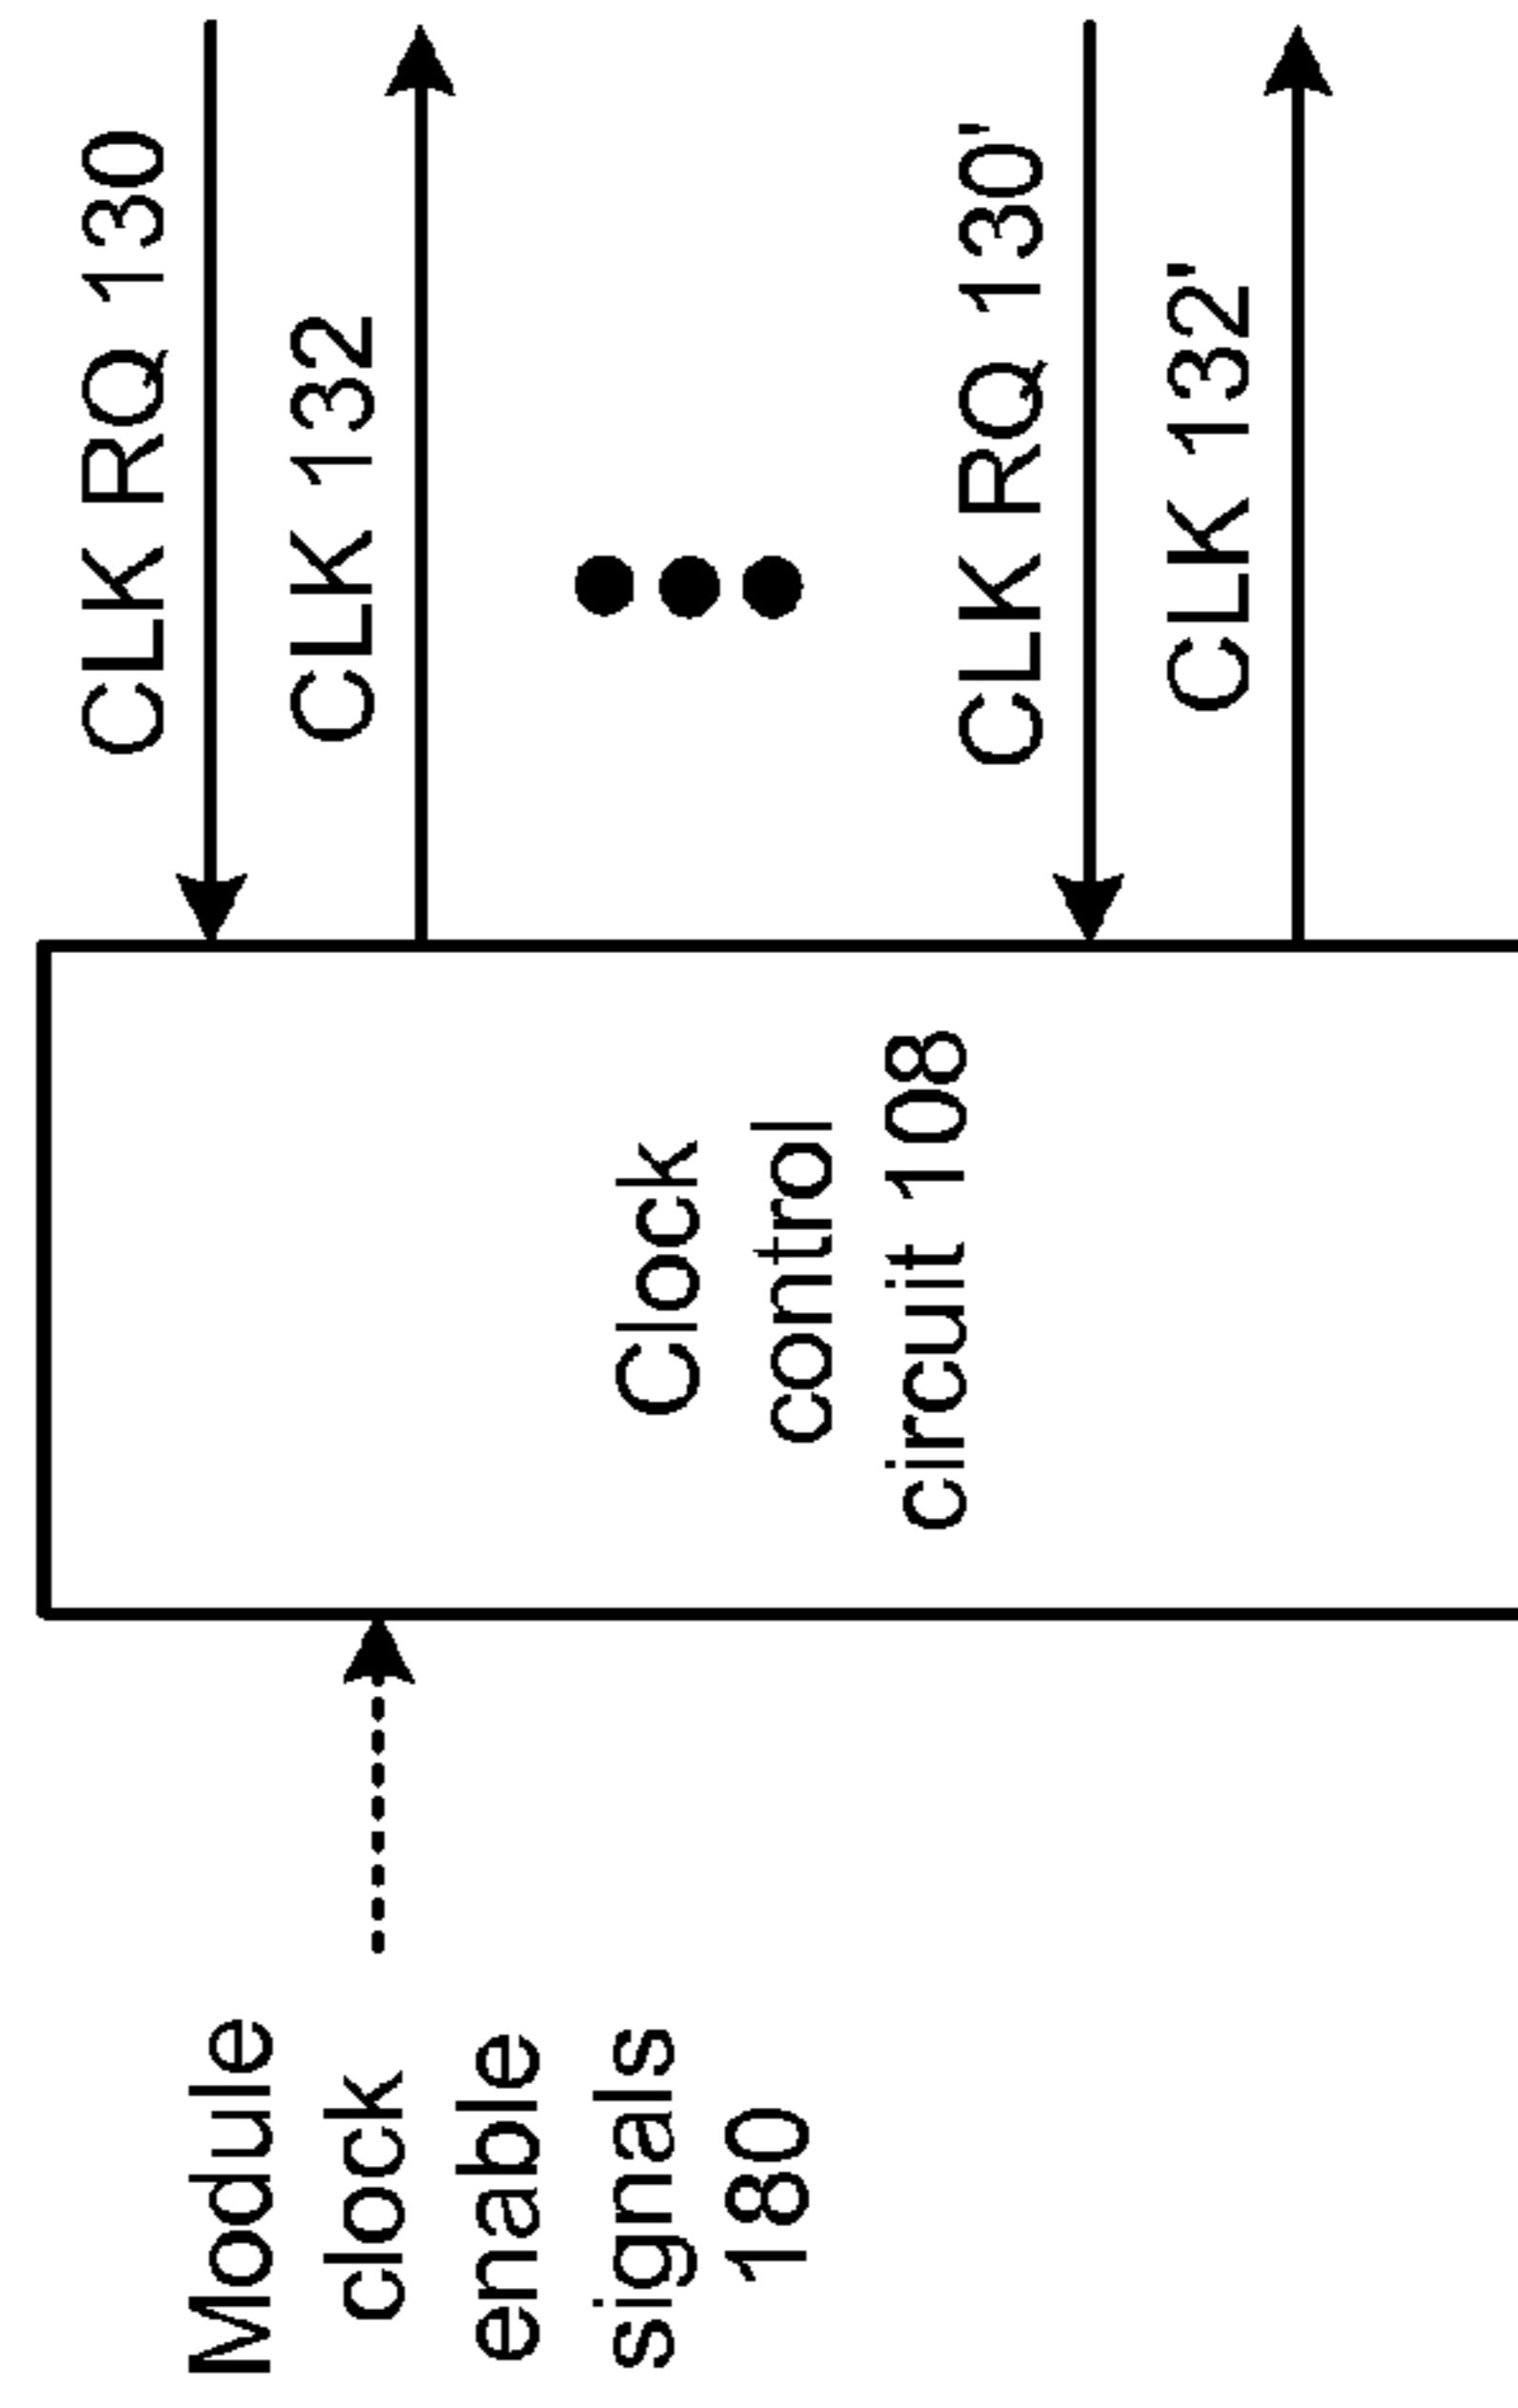 CLK RQ 130
CLK 132
CLK RQ 130'
CLK 132'
Clock
control
circuit 108
Module
clock
enable
signals
180